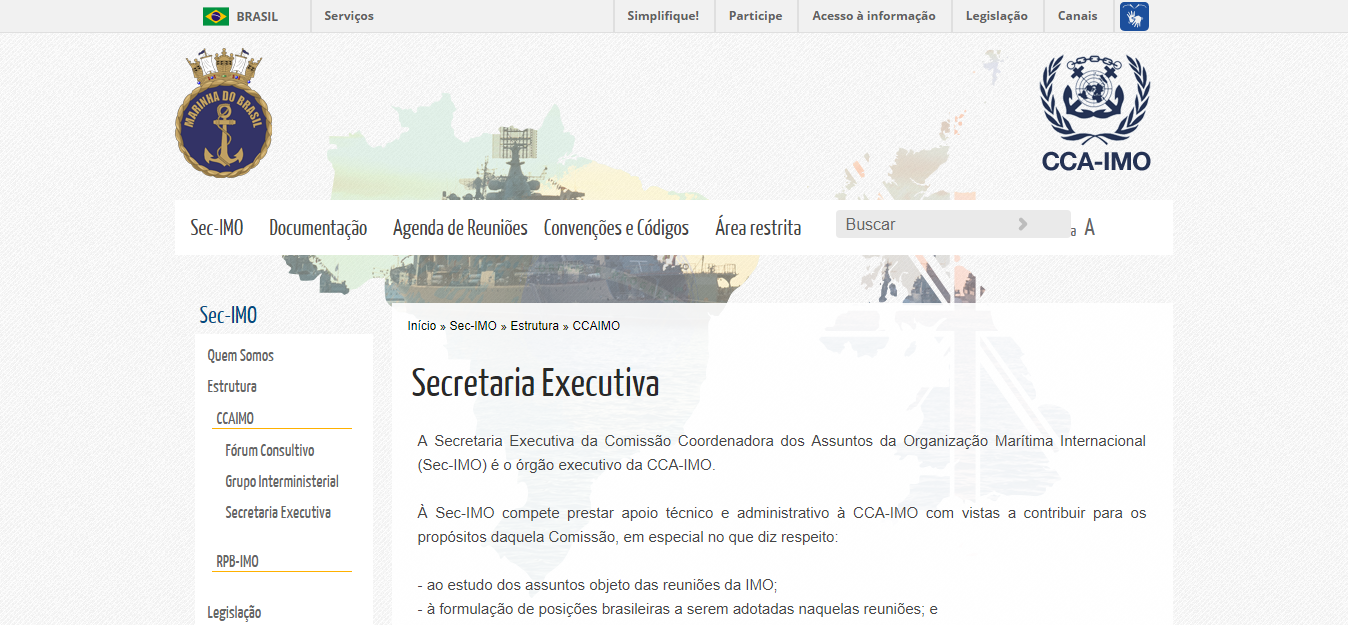 BRASIL Serviços Simplifique! Participe Acesso à informação Legislação Canais
MARINHA DO BRASIL
CCA-IMO
Sec-IMO Documentação Agenda de Reuniões Convenções e Códigos Área restrita Buscar a A
Sec-IMO
Quem Somos
Estrutura
CCAIMO
Fórum Consultivo
Grupo Interministerial
Secretaria Executiva
RPB-IMO
Legislação
Início » Sec-IMO » Estrutura » CCAIMO
Secretaria Executiva
A Secretaria Executiva da Comissão Coordenadora dos Assuntos da Organização Marítima Internacional
(Sec-IMO) é o órgão executivo da CCA-IMO.
À Sec-IMO compete prestar apoio técnico e administrativo à CCA-IMO com vistas a contribuir para os
propósitos daquela Comissão, em especial no que diz respeito:
- ao estudo dos assuntos objeto das reuniões da IMO;
- à formulação de posições brasileiras a serem adotadas naquelas reuniões; e